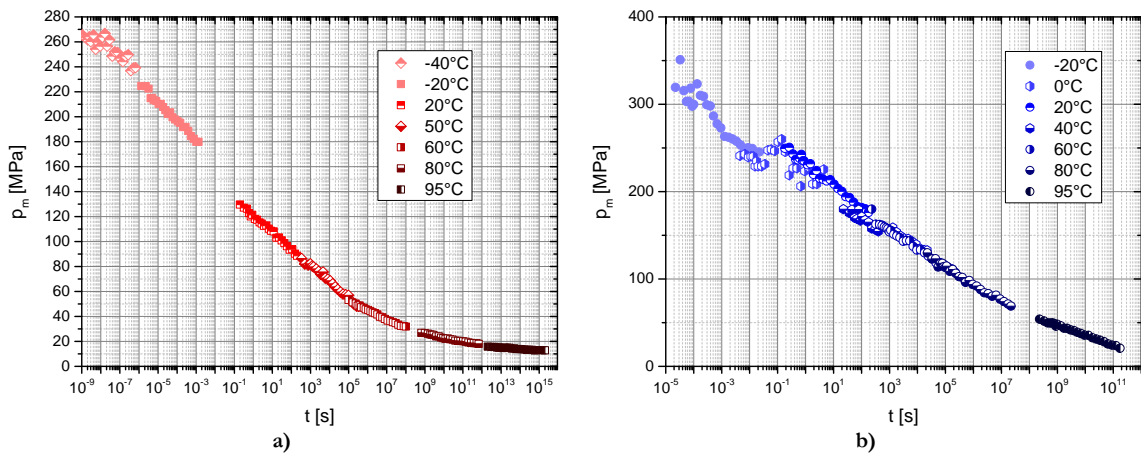 280
260
240
220
200
180
160
140
120
100
80
60
40
20
0
p_m [MPa]
-40°C
-20°C
20°C
50°C
60°C
80°C
95°C
10^-9 10^-7 10^-5 10^-3 10^-1 10^1 10^3 10^5 10^7 10^9 10^11 10^13 10^15
t [s]
a)
400
300
200
100
0
p_m [MPa]
-20°C
0°C
20°C
40°C
60°C
80°C
95°C
10^-5 10^-3 10^-1 10^1 10^3 10^5 10^7 10^9 10^11
t [s]
b)